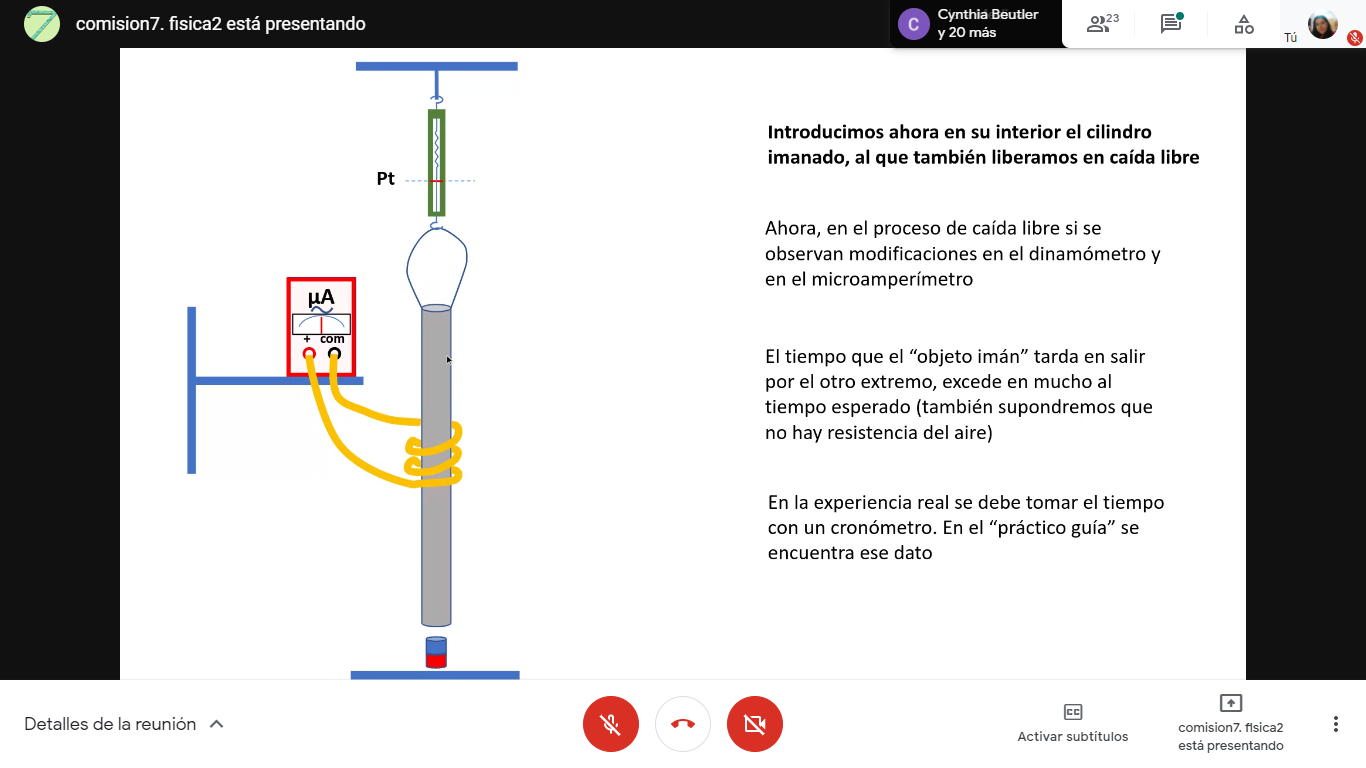 comision7. fisica2 está presentando
Cynthia Beutler
y 20 más
C
23
Tú
Introducimos ahora en su interior el cilindro
imanado, al que también liberamos en caída libre
Pt
Ahora, en el proceso de caída libre si se
observan modificaciones en el dinamómetro y
en el microamperímetro
µA
+ com
El tiempo que el “objeto imán” tarda en salir
por el otro extremo, excede en mucho al
tiempo esperado (también supondremos que
no hay resistencia del aire)
En la experiencia real se debe tomar el tiempo
con un cronómetro. En el “práctico guía” se
encuentra ese dato
Detalles de la reunión
CC
Activar subtítulos
comision7. fisica2
está presentando